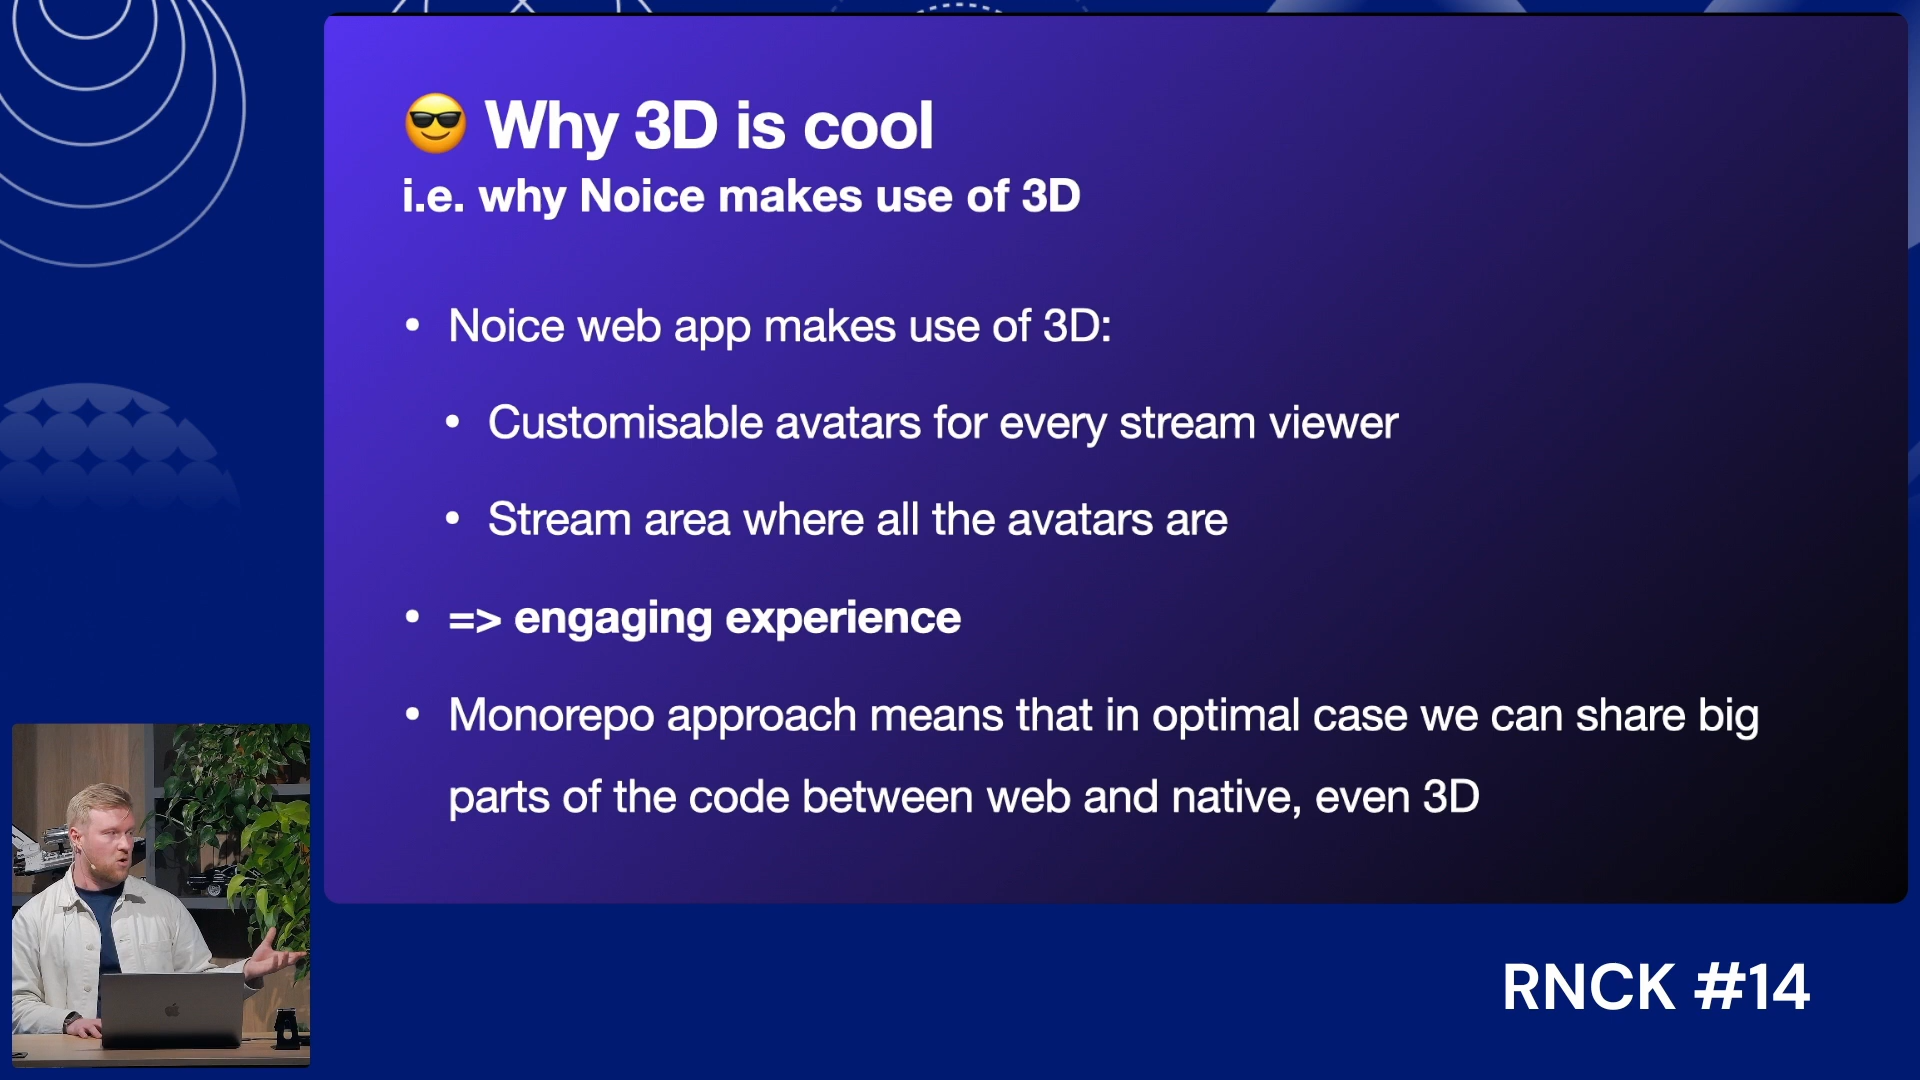 😎 Why 3D is cool
i.e. why Noice makes use of 3D
• Noice web app makes use of 3D:
• Customisable avatars for every stream viewer
• Stream area where all the avatars are
• => engaging experience
• Monorepo approach means that in optimal case we can share big
parts of the code between web and native, even 3D
RNCK #14